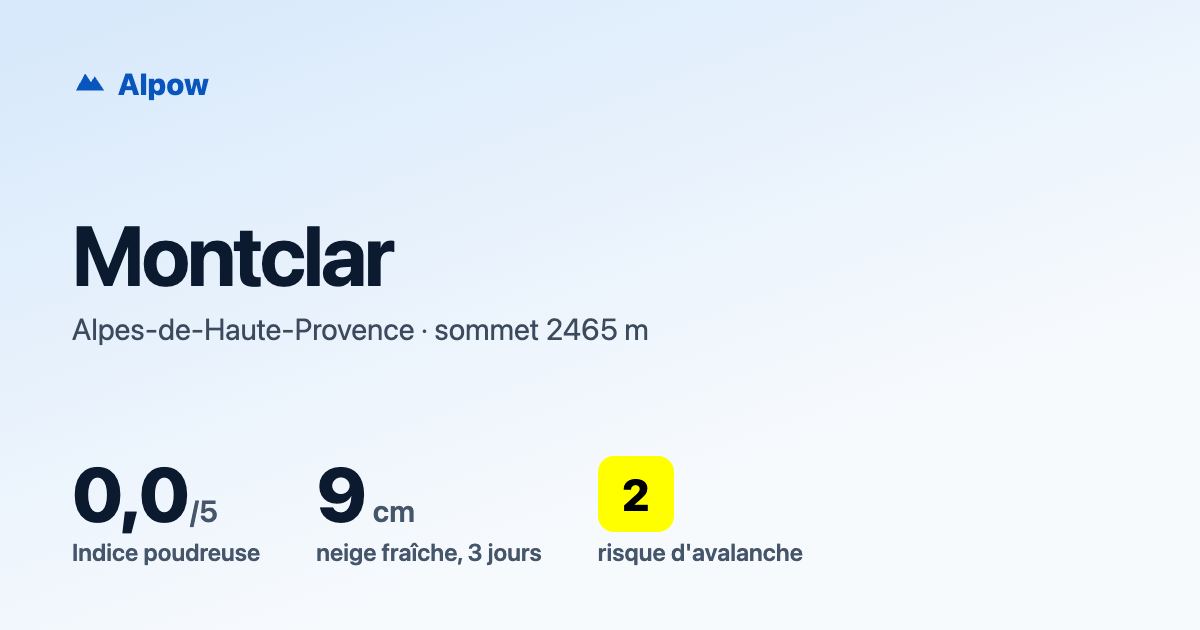 Alpow
Montclar
Alpes-de-Haute-Provence · sommet 2465 m
0,0/5
Indice poudreuse
9 cm
neige fraîche, 3 jours
2
risque d'avalanche